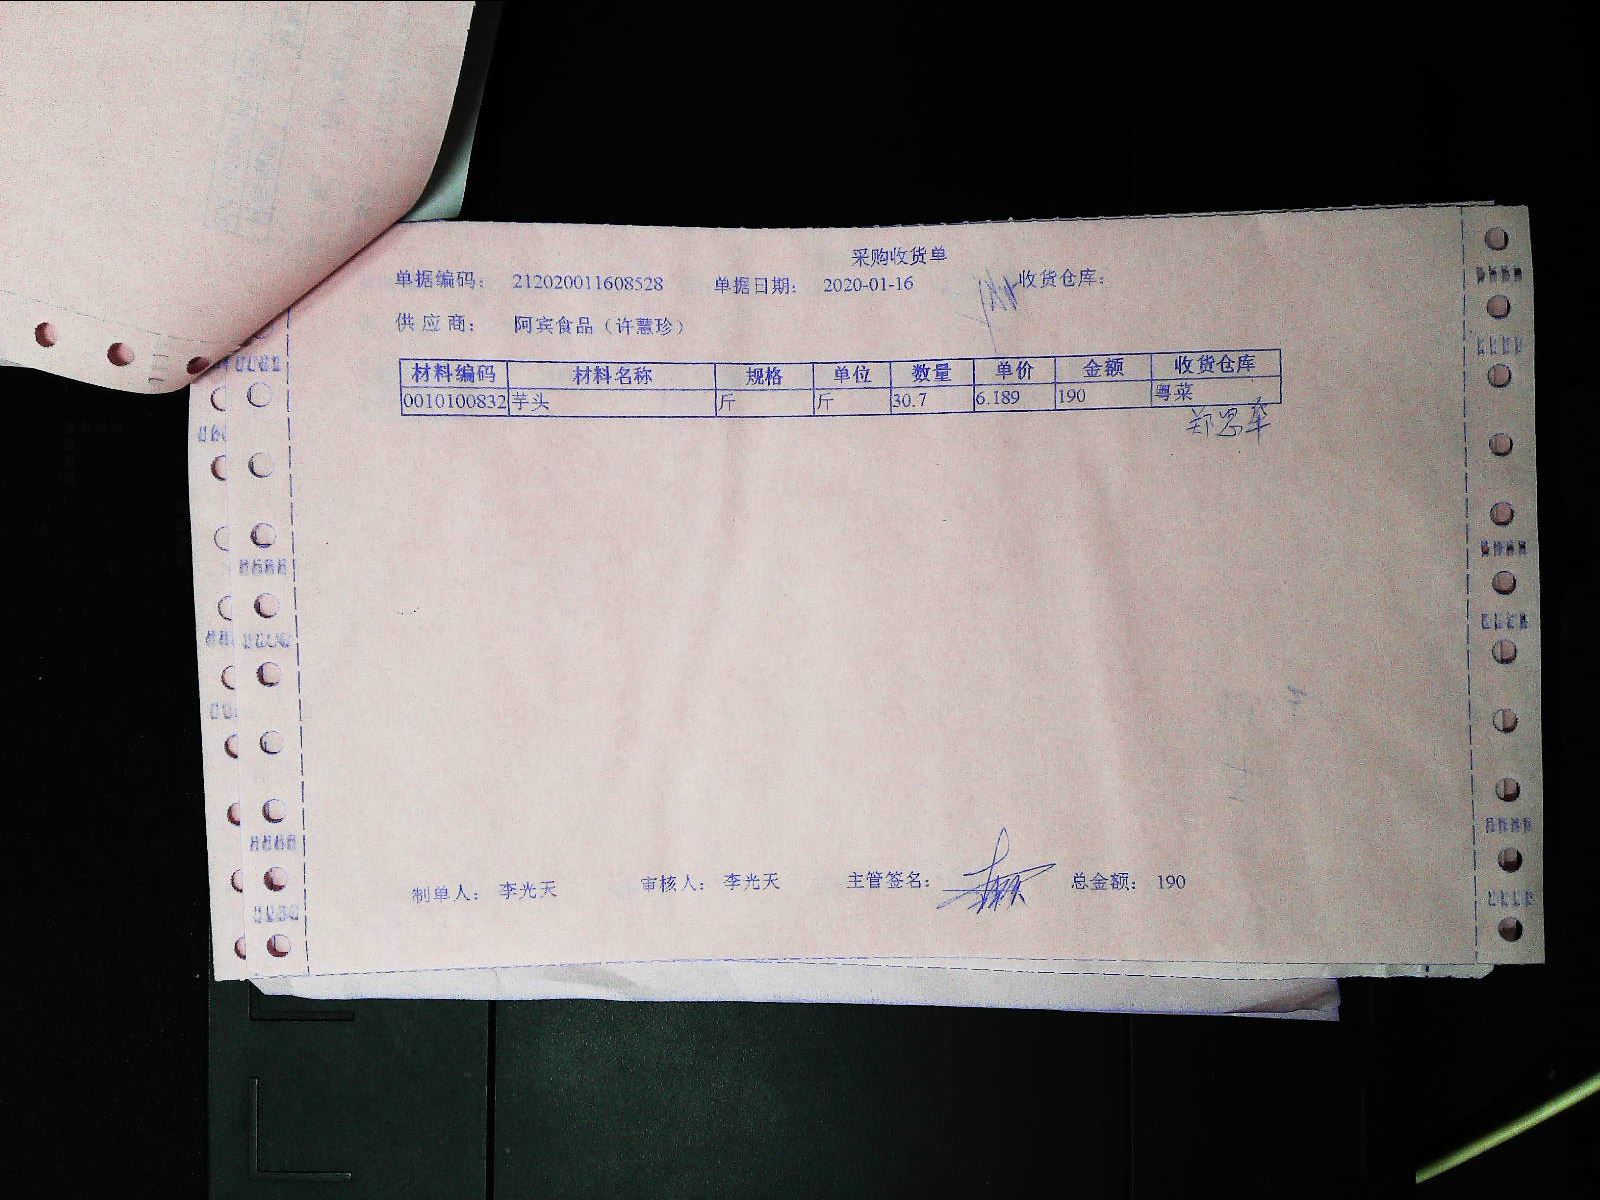 采购收货单
单据编码： 212020011608528 单据日期： 2020-01-16 收货仓库：
供 应 商： 阿宾食品（许慧珍）
材料编码 材料名称 规格 单位 数量 单价 金额 收货仓库
0010100832 芋头 斤 斤 30.7 6.189 190 粤菜
制单人： 李光天 审核人： 李光天 主管签名： 总金额： 190